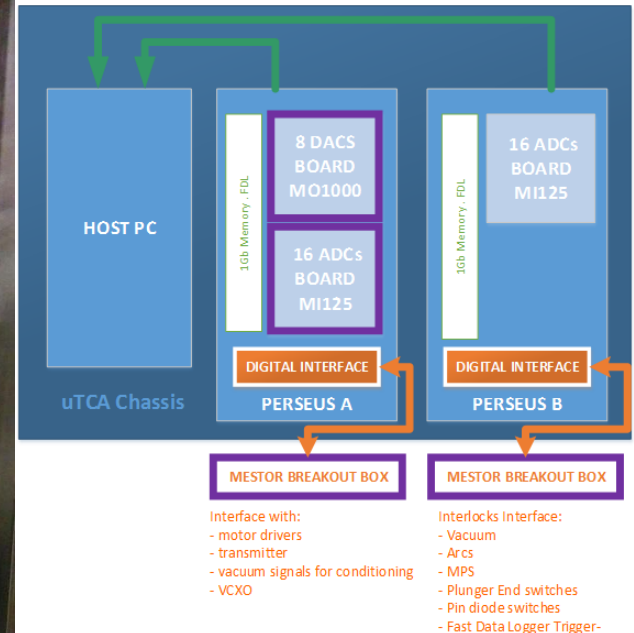 HOST PC
uTCA Chassis
1Gb Memory . FDL
8 DACS
BOARD
MO1000
16 ADCs
BOARD
MI125
DIGITAL INTERFACE
PERSEUS A
1Gb Memory . FDL
16 ADCs
BOARD
MI125
DIGITAL INTERFACE
PERSEUS B
MESTOR BREAKOUT BOX
Interface with:
- motor drivers
- transmitter
- vacuum signals for conditioning
- VCXO
MESTOR BREAKOUT BOX
Interlocks Interface:
- Vacuum
- Arcs
- MPS
- Plunger End switches
- Pin diode switches
- Fast Data Logger Trigger-